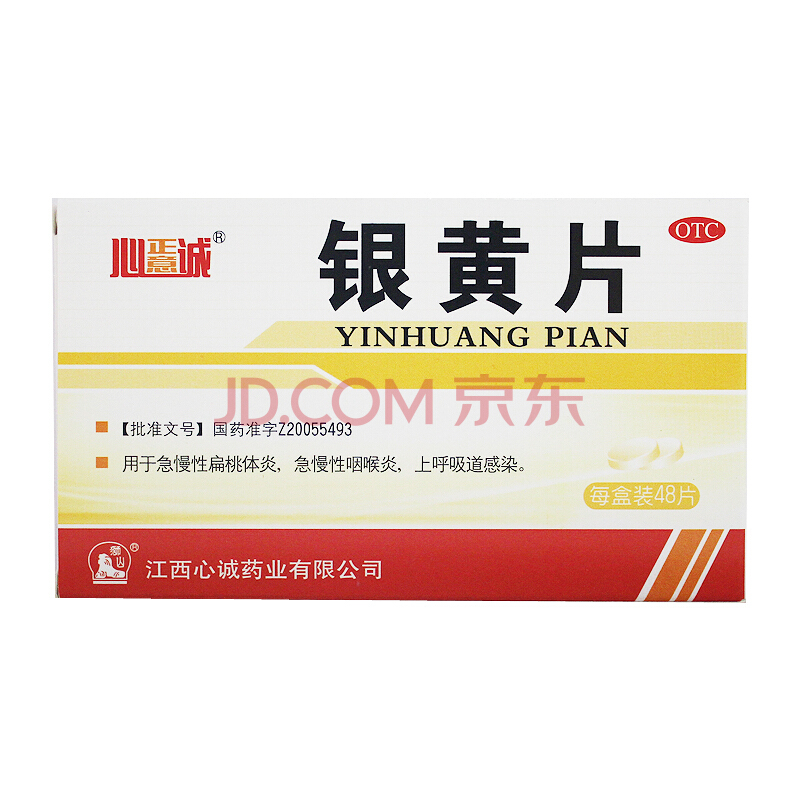 心正意诚®
银黄片
OTC
YINHUANG PIAN
JD.COM 京东
【批准文号】国药准字Z20055493
用于急慢性扁桃体炎，急慢性咽喉炎，上呼吸道感染。
每盒装48片
狮山®
江西心诚药业有限公司